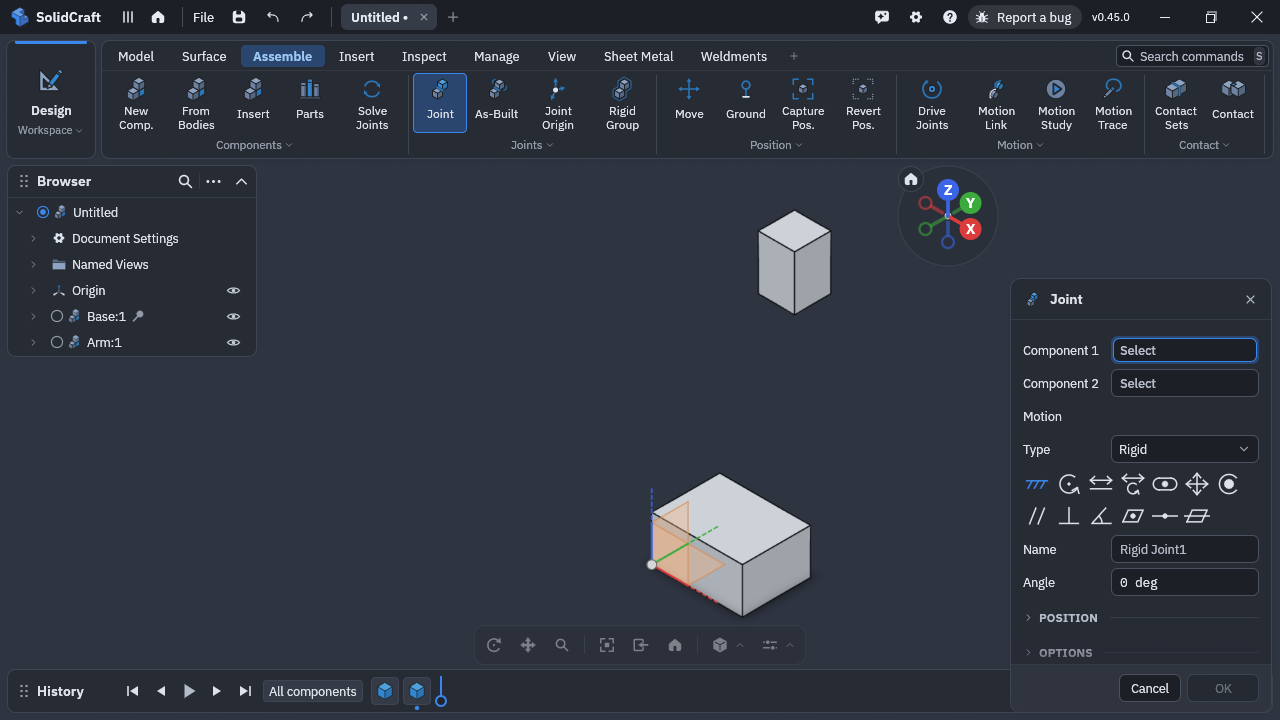 SolidCraft
File
Untitled •
Report a bug
v0.45.0
Design
Workspace
Model
Surface
Assemble
Insert
Inspect
Manage
View
Sheet Metal
Weldments
Search commands
S
New
Comp.
From
Bodies
Insert
Parts
Solve
Joints
Joint
As-Built
Joint
Origin
Rigid
Group
Move
Ground
Capture
Pos.
Revert
Pos.
Drive
Joints
Motion
Link
Motion
Study
Motion
Trace
Contact
Sets
Contact
Components
Joints
Position
Motion
Contact
Browser
Untitled
Document Settings
Named Views
Origin
Base:1
Arm:1
Z
Y
X
Joint
Component 1
Select
Component 2
Select
Motion
Type
Rigid
Name
Rigid Joint1
Angle
0 deg
POSITION
OPTIONS
Cancel
OK
History
All components